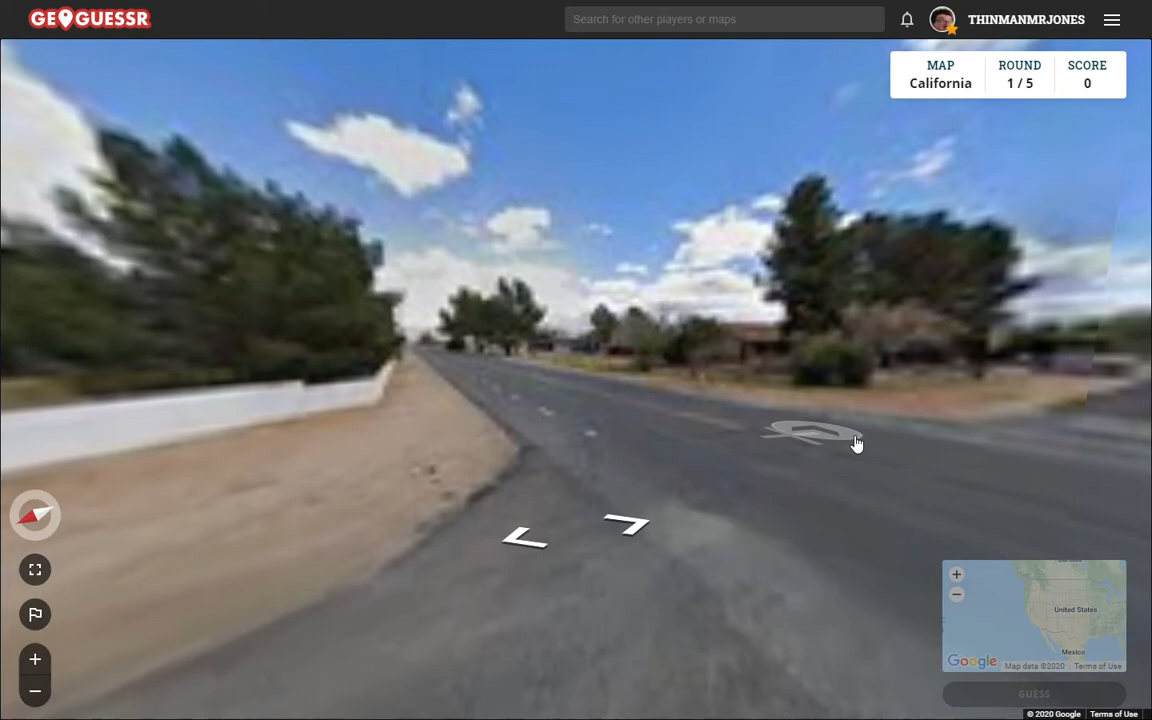 GEOGUESSR
Search for other players or maps
THINMANMRJONES
MAP
ROUND
SCORE
California
1 / 5
0
+
−
United States
Mexico
Google
Map data ©2020
Terms of Use
+
−
GUESS
© 2020 Google
Terms of Use